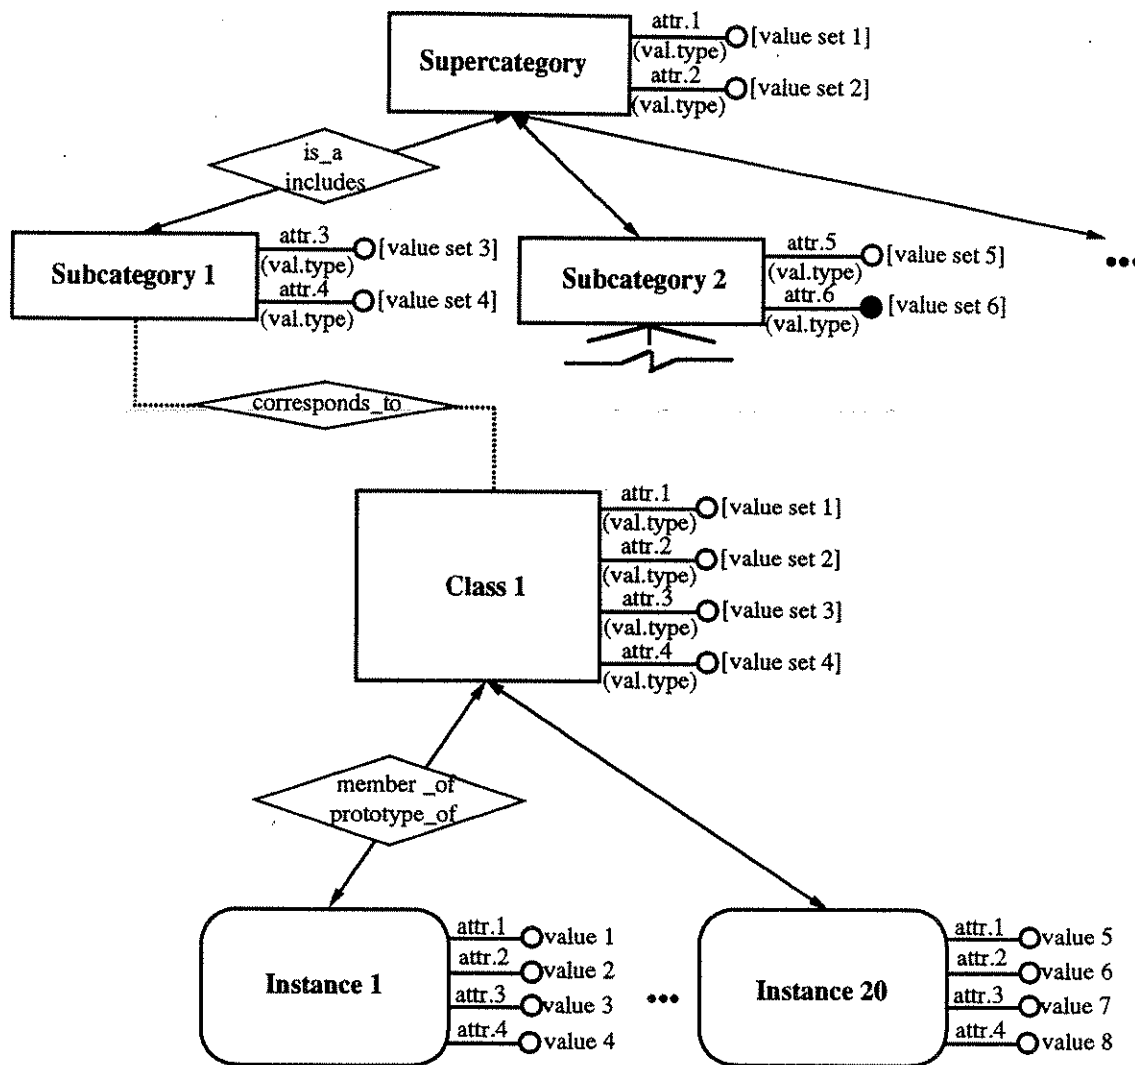 attr.1
[value set 1]
(val.type)
Supercategory
attr.2
[value set 2]
(val.type)
is_a
includes
attr.3
[value set 3]
(val.type)
Subcategory 1
attr.4
[value set 4]
(val.type)
attr.5
[value set 5]
(val.type)
Subcategory 2
attr.6
[value set 6]
(val.type)
•••
corresponds_to
attr.1
[value set 1]
(val.type)
attr.2
[value set 2]
(val.type)
Class 1
attr.3
[value set 3]
(val.type)
attr.4
[value set 4]
(val.type)
member _of
prototype_of
attr.1
value 1
attr.2
value 2
Instance 1
attr.3
value 3
attr.4
value 4
•••
attr.1
value 5
attr.2
value 6
Instance 20
attr.3
value 7
attr.4
value 8